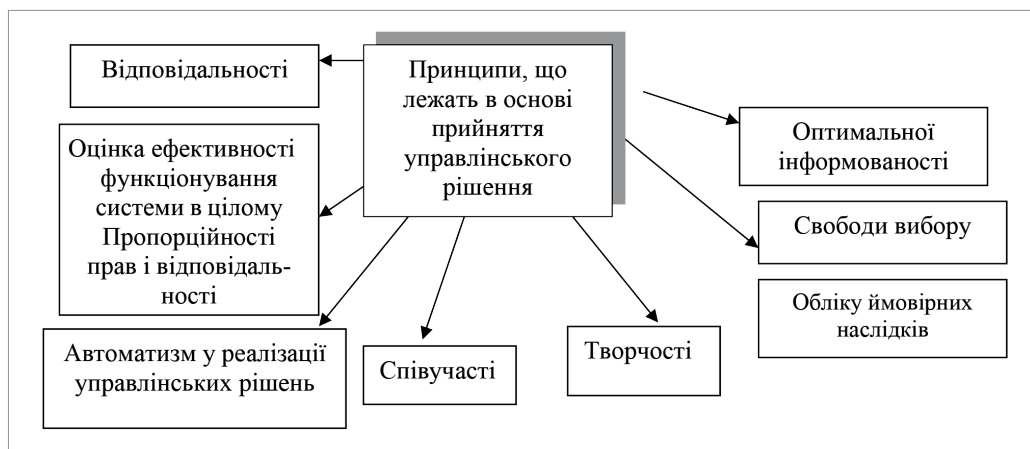 Відповідальності
Принципи, що
лежать в основі
прийняття
управлінського
рішення
Оптимальної
інформованості
Оцінка ефективності
функціонування
системи в цілому
Пропорційності
прав і відповідаль-
ності
Свободи вибору
Обліку ймовірних
наслідків
Автоматизм у реалізації
управлінських рішень
Співучасті
Творчості